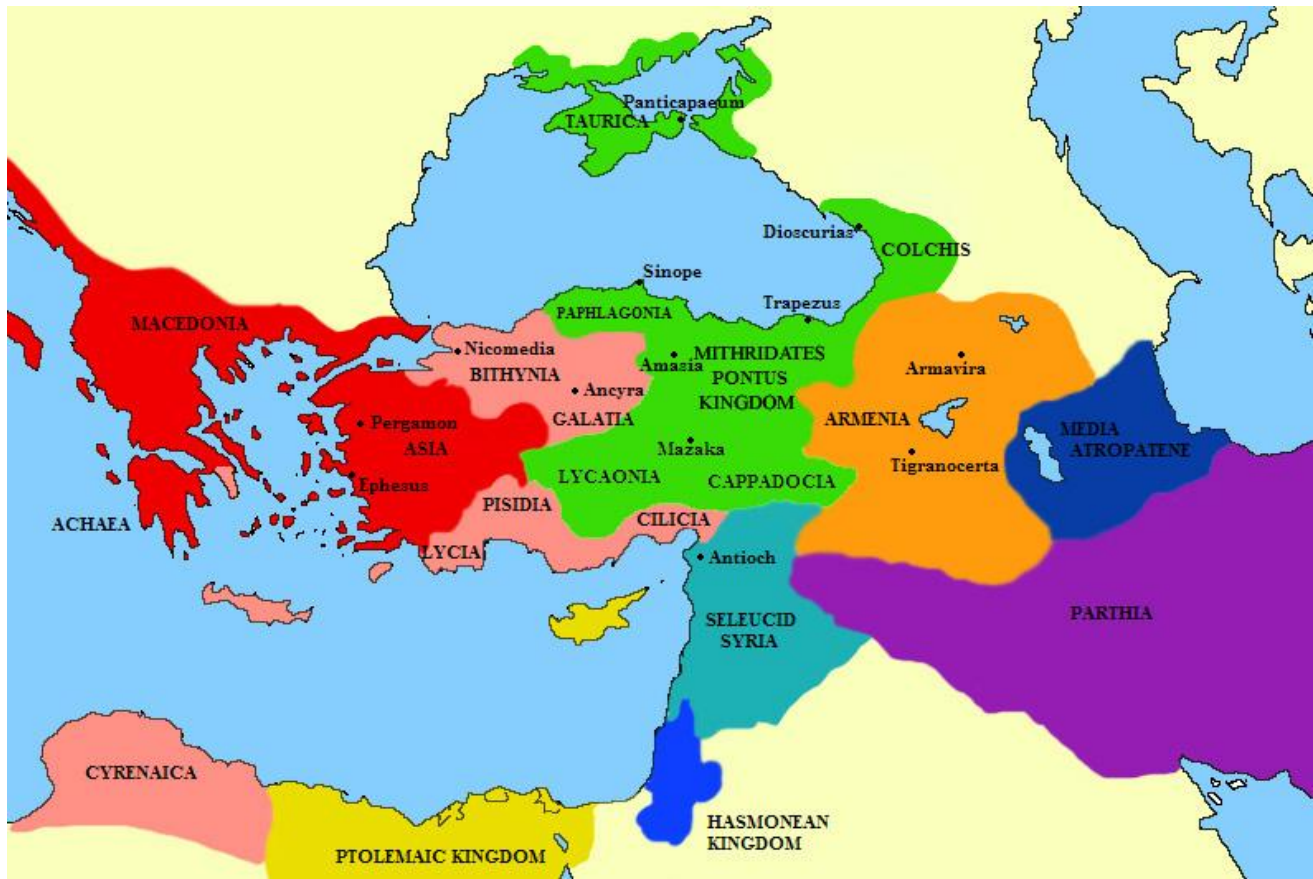 Panticapaeum
TAURICA
Dioscurias
COLCHIS
Sinope
PAPHLAGONIA
Trapezus
MACEDONIA
Nicomedia
BITHYNIA
Amasia
MITHRIDATES
PONTUS
KINGDOM
Armavira
Ancyra
GALATIA
ARMENIA
Pergamon
ASIA
MEDIA
ATROPATENE
Mazaka
Tigranocerta
LYCAONIA
CAPPADOCIA
Ephesus
PISIDIA
ACHAEA
CILICIA
LYCIA
Antioch
SELEUCID
SYRIA
PARTHIA
CYRENAICA
HASMONEAN
KINGDOM
PTOLEMAIC KINGDOM